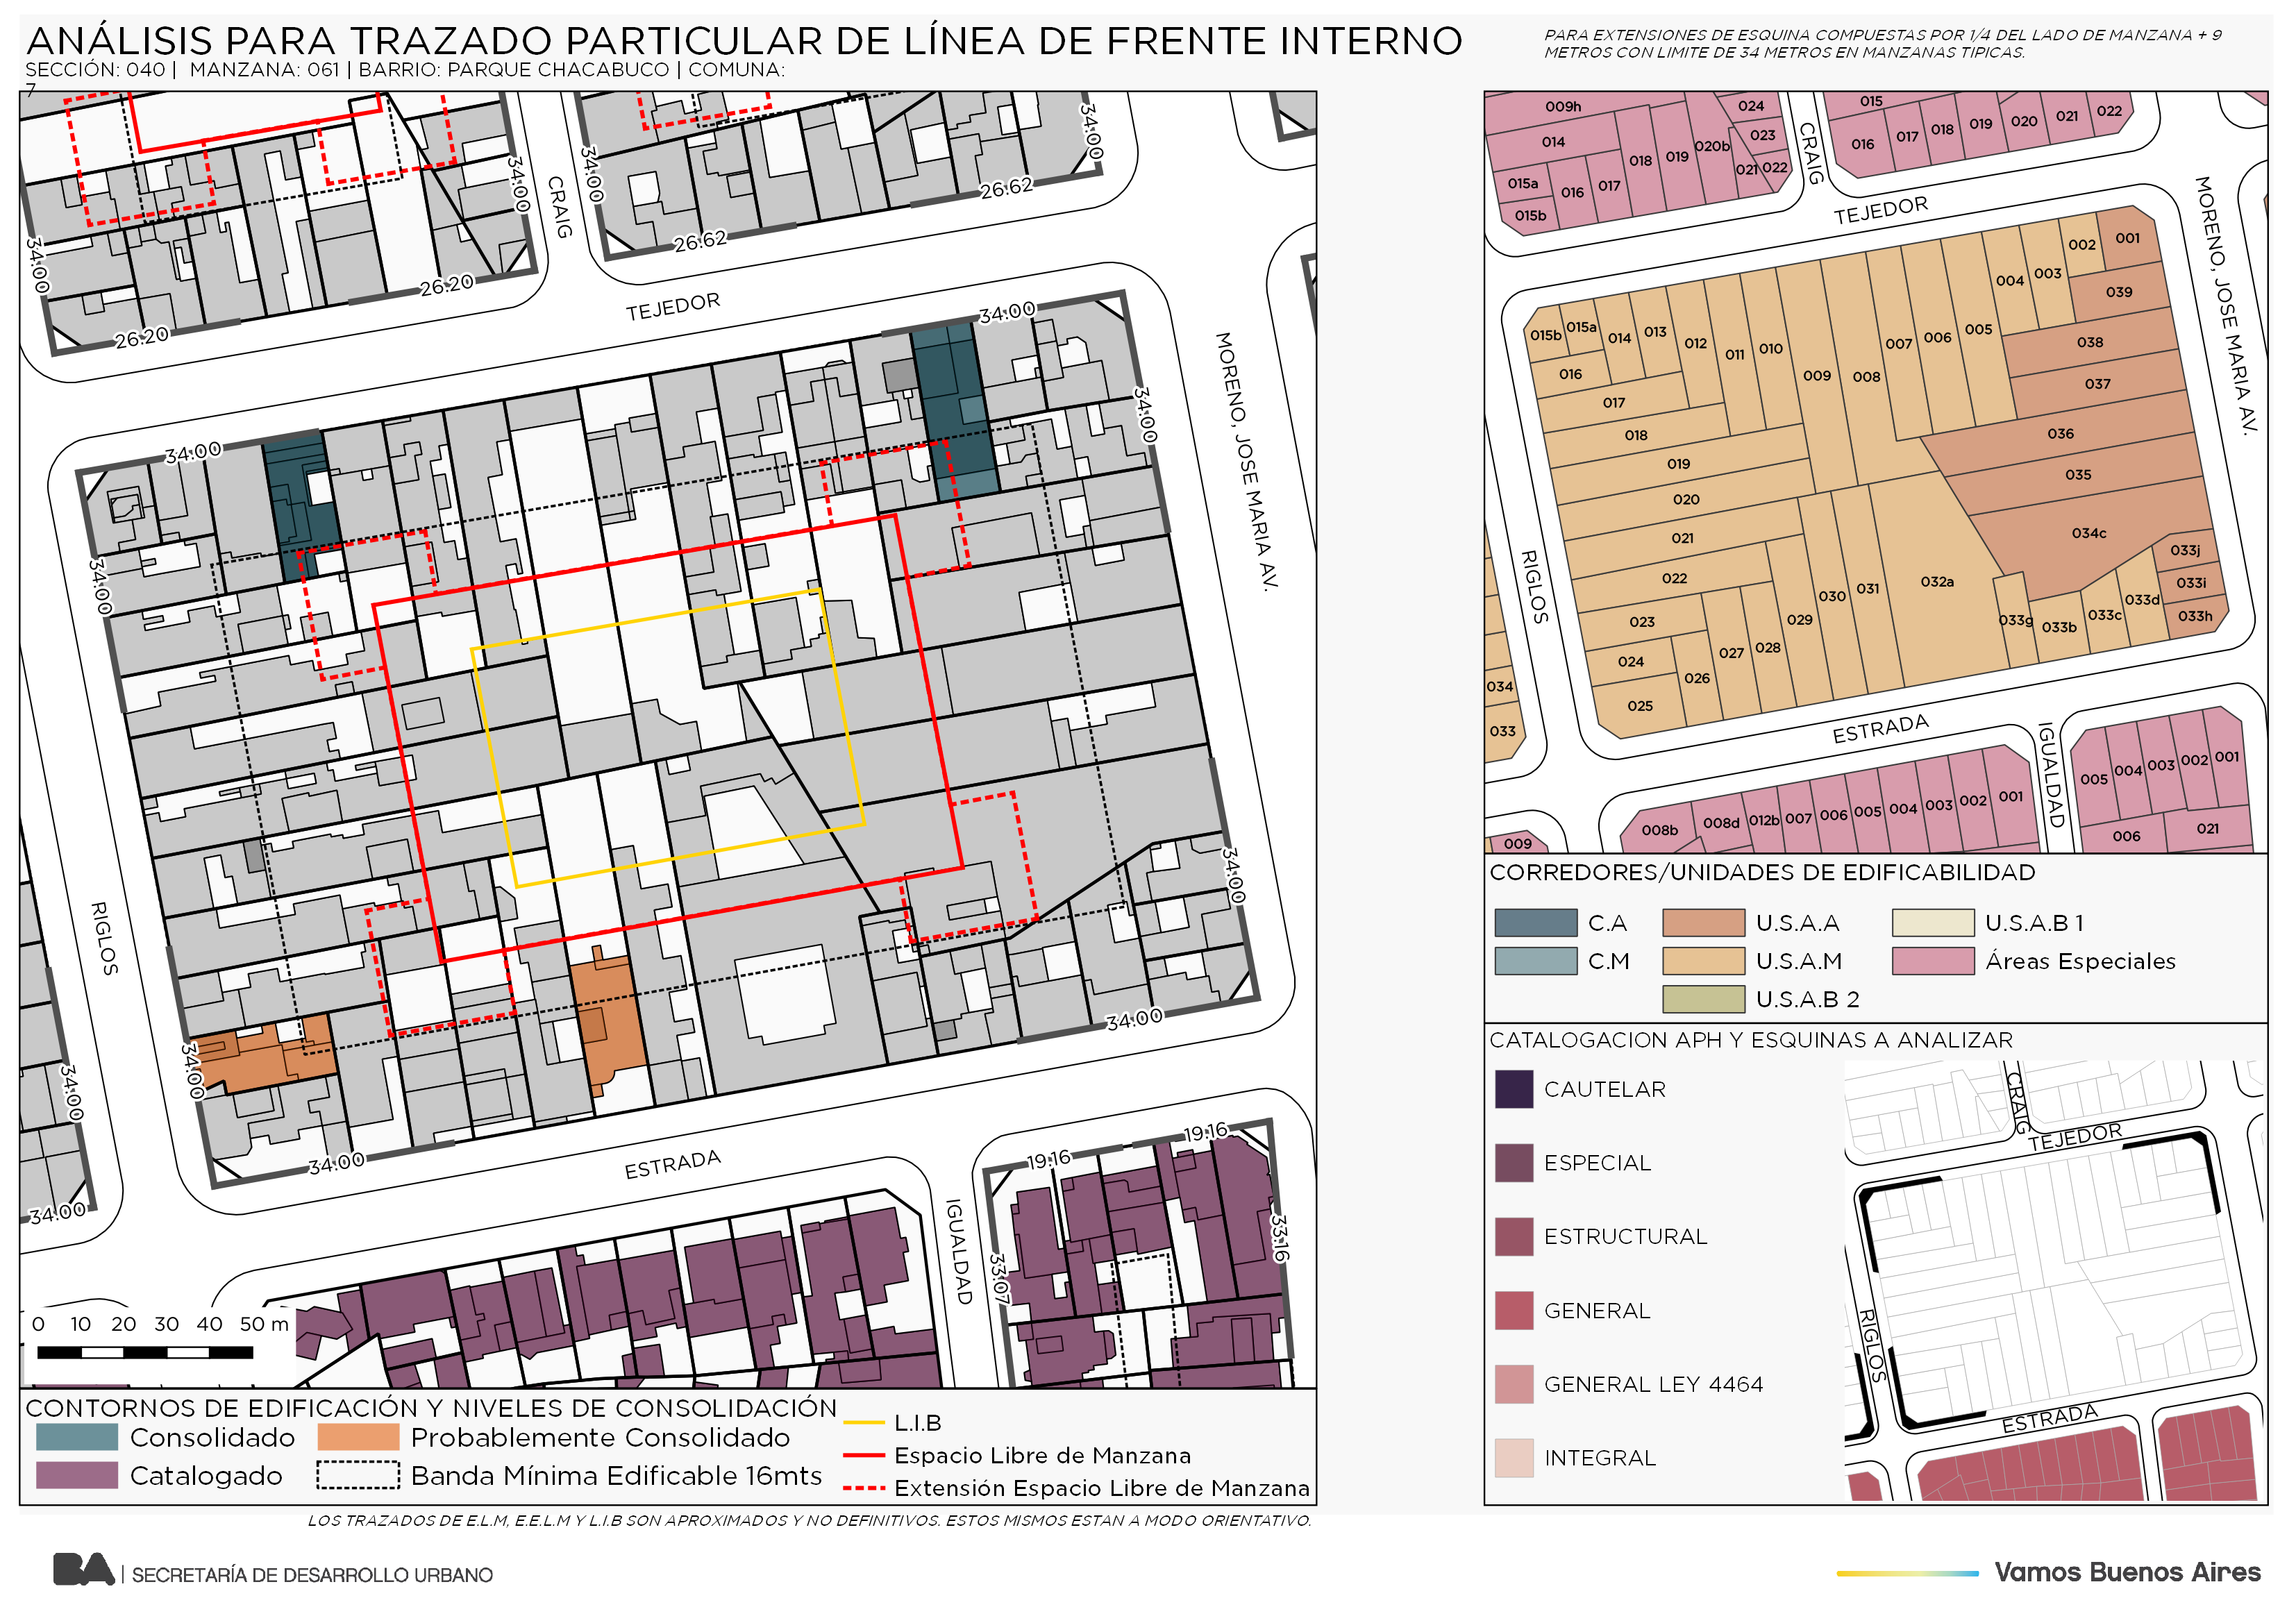 ANÁLISIS PARA TRAZADO PARTICULAR DE LÍNEA DE FRENTE INTERNO
SECCIÓN: 040 | MANZANA: 061 | BARRIO: PARQUE CHACABUCO | COMUNA:
7
PARA EXTENSIONES DE ESQUINA COMPUESTAS POR 1/4 DEL LADO DE MANZANA + 9
METROS CON LIMITE DE 34 METROS EN MANZANAS TIPICAS.
34.00
26.20
26.20
34.00
CRAIG
34.00
26.62
26.62
34.00
TEJEDOR
MORENO, JOSE MARIA AV.
34.00
34.00
34.00
34.00
RIGLOS
34.00
34.00
34.00
34.00
ESTRADA
34.00
34.00
IGUALDAD
19.16
19.16
33.07
33.16
0 10 20 30 40 50 m
CONTORNOS DE EDIFICACIÓN Y NIVELES DE CONSOLIDACIÓN
Consolidado
Probablemente Consolidado
Catalogado
Banda Mínima Edificable 16mts
L.I.B
Espacio Libre de Manzana
Extensión Espacio Libre de Manzana
LOS TRAZADOS DE E.L.M, E.E.L.M Y L.I.B SON APROXIMADOS Y NO DEFINITIVOS. ESTOS MISMOS ESTAN A MODO ORIENTATIVO.
009h
014
015a
015b
016
017
018
019
020b
024
023
021
022
CRAIG
015
016
017
018
019
020
021
022
TEJEDOR
MORENO, JOSE MARIA AV.
015b
015a
014
013
012
011
010
009
008
007
006
005
004
003
002
001
039
038
037
036
035
034c
033j
033i
033h
033d
033c
033b
033g
032a
031
030
029
028
027
026
025
024
023
022
021
020
019
018
017
016
RIGLOS
034
033
009
ESTRADA
IGUALDAD
008b
008d
012b
007
006
005
004
003
002
001
005
004
003
002
001
006
021
CORREDORES/UNIDADES DE EDIFICABILIDAD
C.A
U.S.A.A
U.S.A.B 1
C.M
U.S.A.M
Áreas Especiales
U.S.A.B 2
CATALOGACION APH Y ESQUINAS A ANALIZAR
CAUTELAR
ESPECIAL
ESTRUCTURAL
GENERAL
GENERAL LEY 4464
INTEGRAL
CRAIG
TEJEDOR
RIGLOS
ESTRADA
BA | SECRETARÍA DE DESARROLLO URBANO
Vamos Buenos Aires